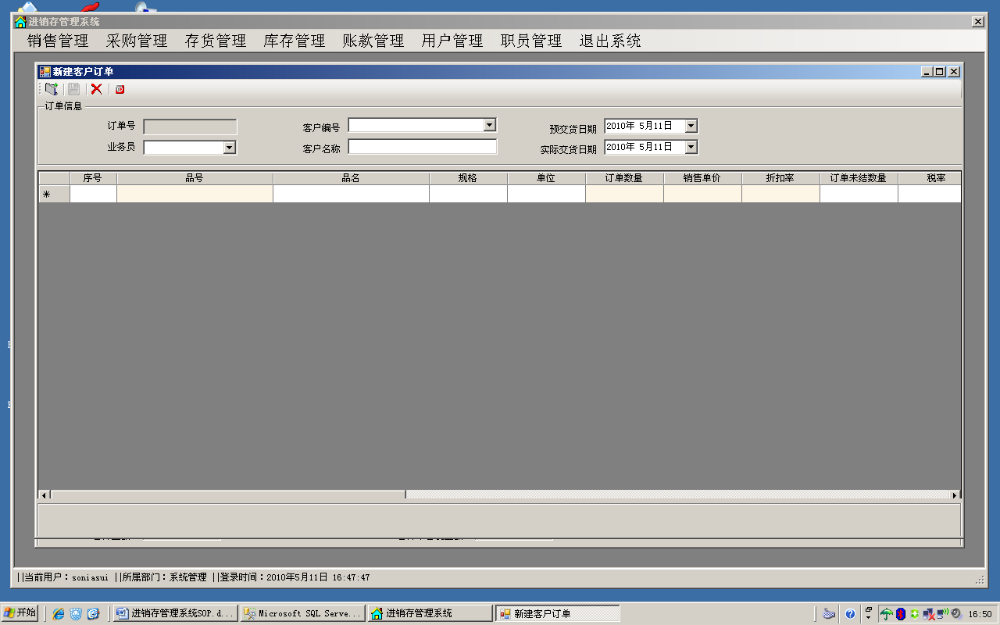 进销存管理系统
销售管理 采购管理 存货管理 库存管理 账款管理 用户管理 职员管理 退出系统
新建客户订单
订单信息
订单号 客户编号 预交货日期 2010年 5月11日
业务员 客户名称 实际交货日期 2010年 5月11日
序号 品号 品名 规格 单位 订单数量 销售单价 折扣率 订单未结数量 税率
*
||当前用户：soniasui ||所属部门：系统管理 ||登录时间：2010年5月11日 16:47:47
开始 进销存管理系统SOP.d... Microsoft SQL Serve... 进销存管理系统 新建客户订单 16:50